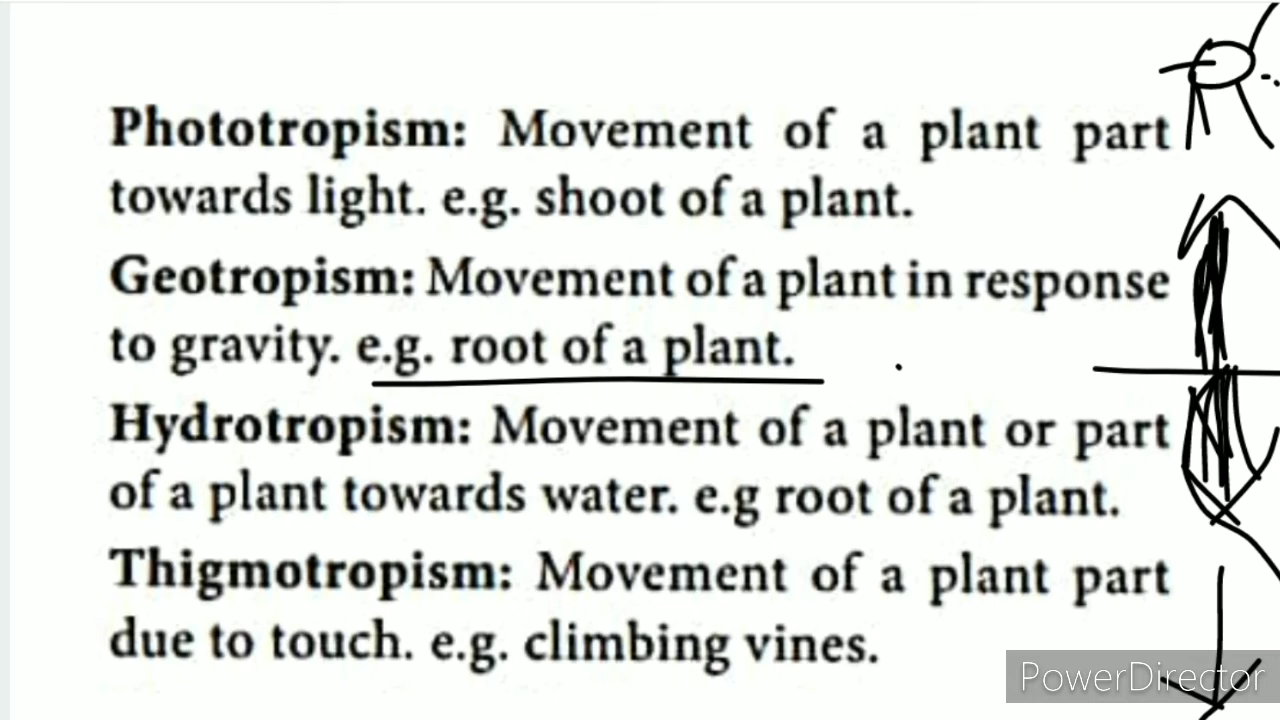 Phototropism: Movement of a plant part
towards light. e.g. shoot of a plant.
Geotropism: Movement of a plant in response
to gravity. e.g. root of a plant.
Hydrotropism: Movement of a plant or part
of a plant towards water. e.g root of a plant.
Thigmotropism: Movement of a plant part
due to touch. e.g. climbing vines.
PowerDirector